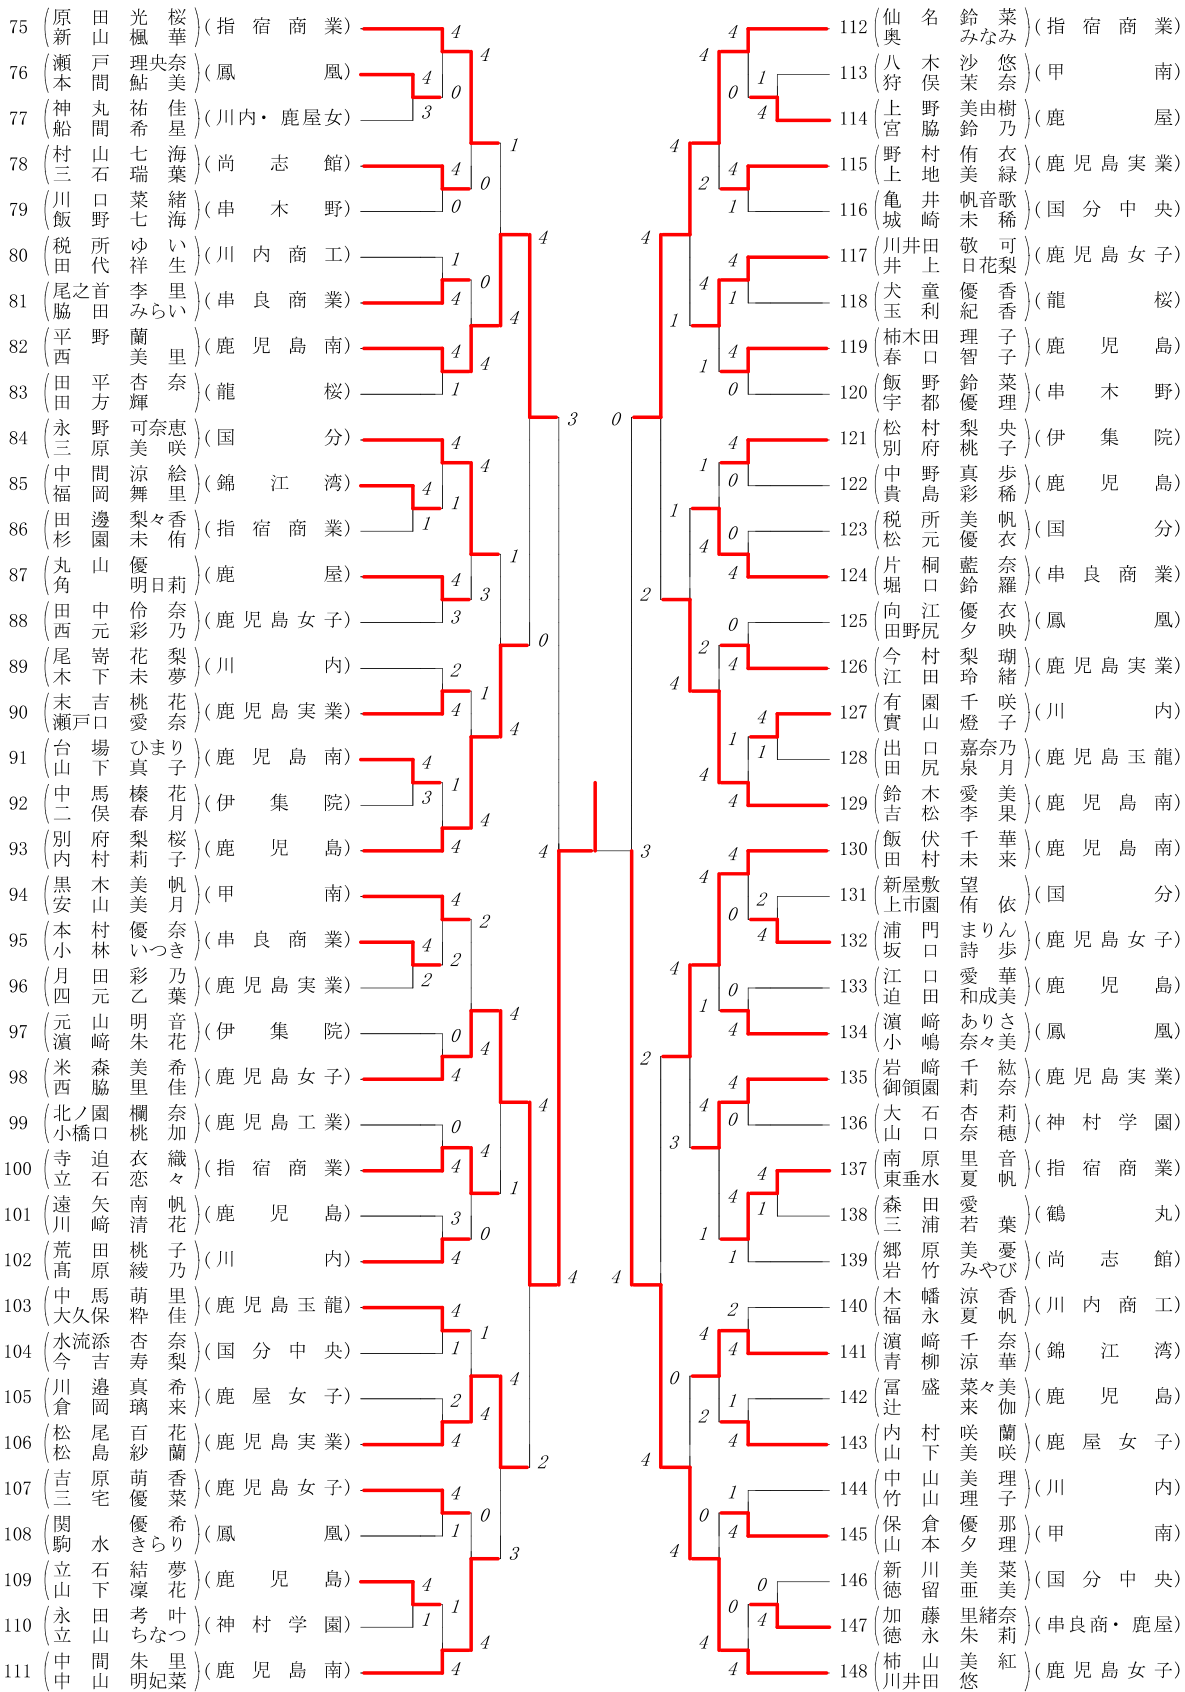 75 原田光桜 新山楓華 (指宿商業)
76 瀬戸理央奈 本間鮎美 (鳳凰)
77 神丸祐佳 船間希星 (川内・鹿屋女)
78 村山七海 三石瑞葉 (尚志館)
79 川口菜緒 飯野七海 (串木野)
80 税所ゆい 田代祥生 (川内商工)
81 尾之首李里 脇田みらい (串良商業)
82 平野蘭 西美里 (鹿児島南)
83 田平杏奈 田方輝 (龍桜)
84 永野可奈恵 三原美咲 (国分)
85 中間涼絵 福岡舞里 (錦江湾)
86 田邊梨々香 杉園未侑 (指宿商業)
87 丸山優 角明日莉 (鹿屋)
88 田中伶奈 西元彩乃 (鹿児島女子)
89 尾嵜花梨 木下未夢 (川内)
90 末吉桃花 瀬戸口愛奈 (鹿児島実業)
91 台場ひまり 山下真子 (鹿児島南)
92 中馬榛花 二俣春月 (伊集院)
93 別府梨桜 内村莉子 (鹿児島)
94 黒木美帆 安山美月 (甲南)
95 本村優奈 小林いつき (串良商業)
96 月田彩乃 四元乙葉 (鹿児島実業)
97 元山明音 濵﨑朱花 (伊集院)
98 米森美希 西脇里佳 (鹿児島女子)
99 北ノ園欄奈 小橋口桃加 (鹿児島工業)
100 寺迫衣織 立石恋々 (指宿商業)
101 遠矢南帆 川﨑清花 (鹿児島)
102 荒田桃子 髙原綾乃 (川内)
103 中馬萌里 大久保粋佳 (鹿児島玉龍)
104 水流添杏奈 今吉寿梨 (国分中央)
105 川邉真希 倉岡璃来 (鹿屋女子)
106 松尾百花 松島紗蘭 (鹿児島実業)
107 吉原萌香 三宅優菜 (鹿児島女子)
108 関優希 駒水きらり (鳳凰)
109 立石結夢 山下凜花 (鹿児島)
110 永田考叶 立山ちなつ (神村学園)
111 中間朱里 中山明妃菜 (鹿児島南)
112 仙名鈴菜 奥みなみ (指宿商業)
113 八木沙悠 狩俣茉奈 (甲南)
114 上野美由樹 宮脇鈴乃 (鹿屋)
115 野村侑衣 上地美緑 (鹿児島実業)
116 亀井帆音歌 城崎未稀 (国分中央)
117 川井田敬可 井上日花梨 (鹿児島女子)
118 犬童優香 玉利紀香 (龍桜)
119 柿木田理子 春口智子 (鹿児島)
120 飯野鈴菜 宇都優理 (串木野)
121 松村梨央 別府桃子 (伊集院)
122 中野真歩 貴島彩稀 (鹿児島)
123 税所美帆 松元優衣 (国分)
124 片桐藍奈 堀口鈴羅 (串良商業)
125 向江優衣 田野尻夕映 (鳳凰)
126 今村梨瑚 江田玲緒 (鹿児島実業)
127 有園千咲 實山燈子 (川内)
128 出口嘉奈乃 田尻泉月 (鹿児島玉龍)
129 鈴木愛美 吉松李果 (鹿児島南)
130 飯伏千華 田村未来 (鹿児島南)
131 新屋敷望 上市園侑依 (国分)
132 浦門まりん 坂口詩歩 (鹿児島女子)
133 江口愛華 迫田和成美 (鹿児島)
134 濵﨑ありさ 小嶋奈々美 (鳳凰)
135 岩﨑千紘 御領園莉奈 (鹿児島実業)
136 大石杏莉 山口奈穂 (神村学園)
137 南原里音 東垂水夏帆 (指宿商業)
138 森田愛 三浦若葉 (鶴丸)
139 郷原美憂 岩竹みやび (尚志館)
140 木幡涼香 福永夏帆 (川内商工)
141 濵﨑千奈 青柳涼華 (錦江湾)
142 冨盛菜々美 辻来伽 (鹿児島)
143 内村咲蘭 山下美咲 (鹿屋女子)
144 中山美理 竹山理子 (川内)
145 保倉優那 山本夕理 (甲南)
146 新川美菜 徳留亜美 (国分中央)
147 加藤里緒奈 徳永朱莉 (串良商・鹿屋)
148 柿山美紅 川井田悠 (鹿児島女子)